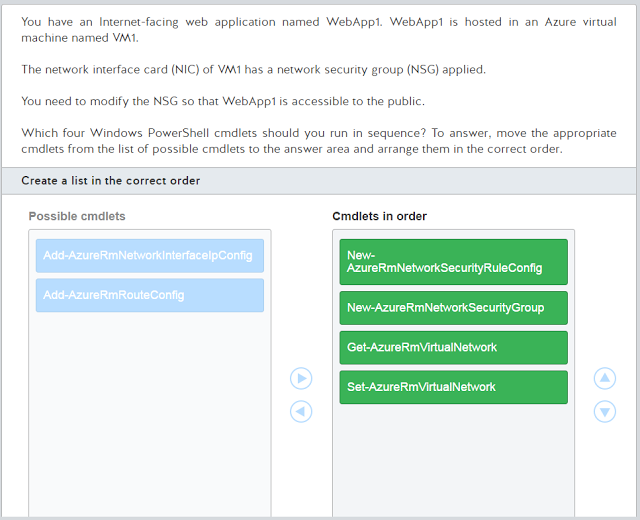 You have an Internet-facing web application named WebApp1. WebApp1 is hosted in an Azure virtual
machine named VM1.
The network interface card (NIC) of VM1 has a network security group (NSG) applied.
You need to modify the NSG so that WebApp1 is accessible to the public.
Which four Windows PowerShell cmdlets should you run in sequence? To answer, move the appropriate
cmdlets from the list of possible cmdlets to the answer area and arrange them in the correct order.
Create a list in the correct order
Possible cmdlets
Add-AzureRmNetworkInterfaceIpConfig
Add-AzureRmRouteConfig
Cmdlets in order
New-
AzureRmNetworkSecurityRuleConfig
New-AzureRmNetworkSecurityGroup
Get-AzureRmVirtualNetwork
Set-AzureRmVirtualNetwork